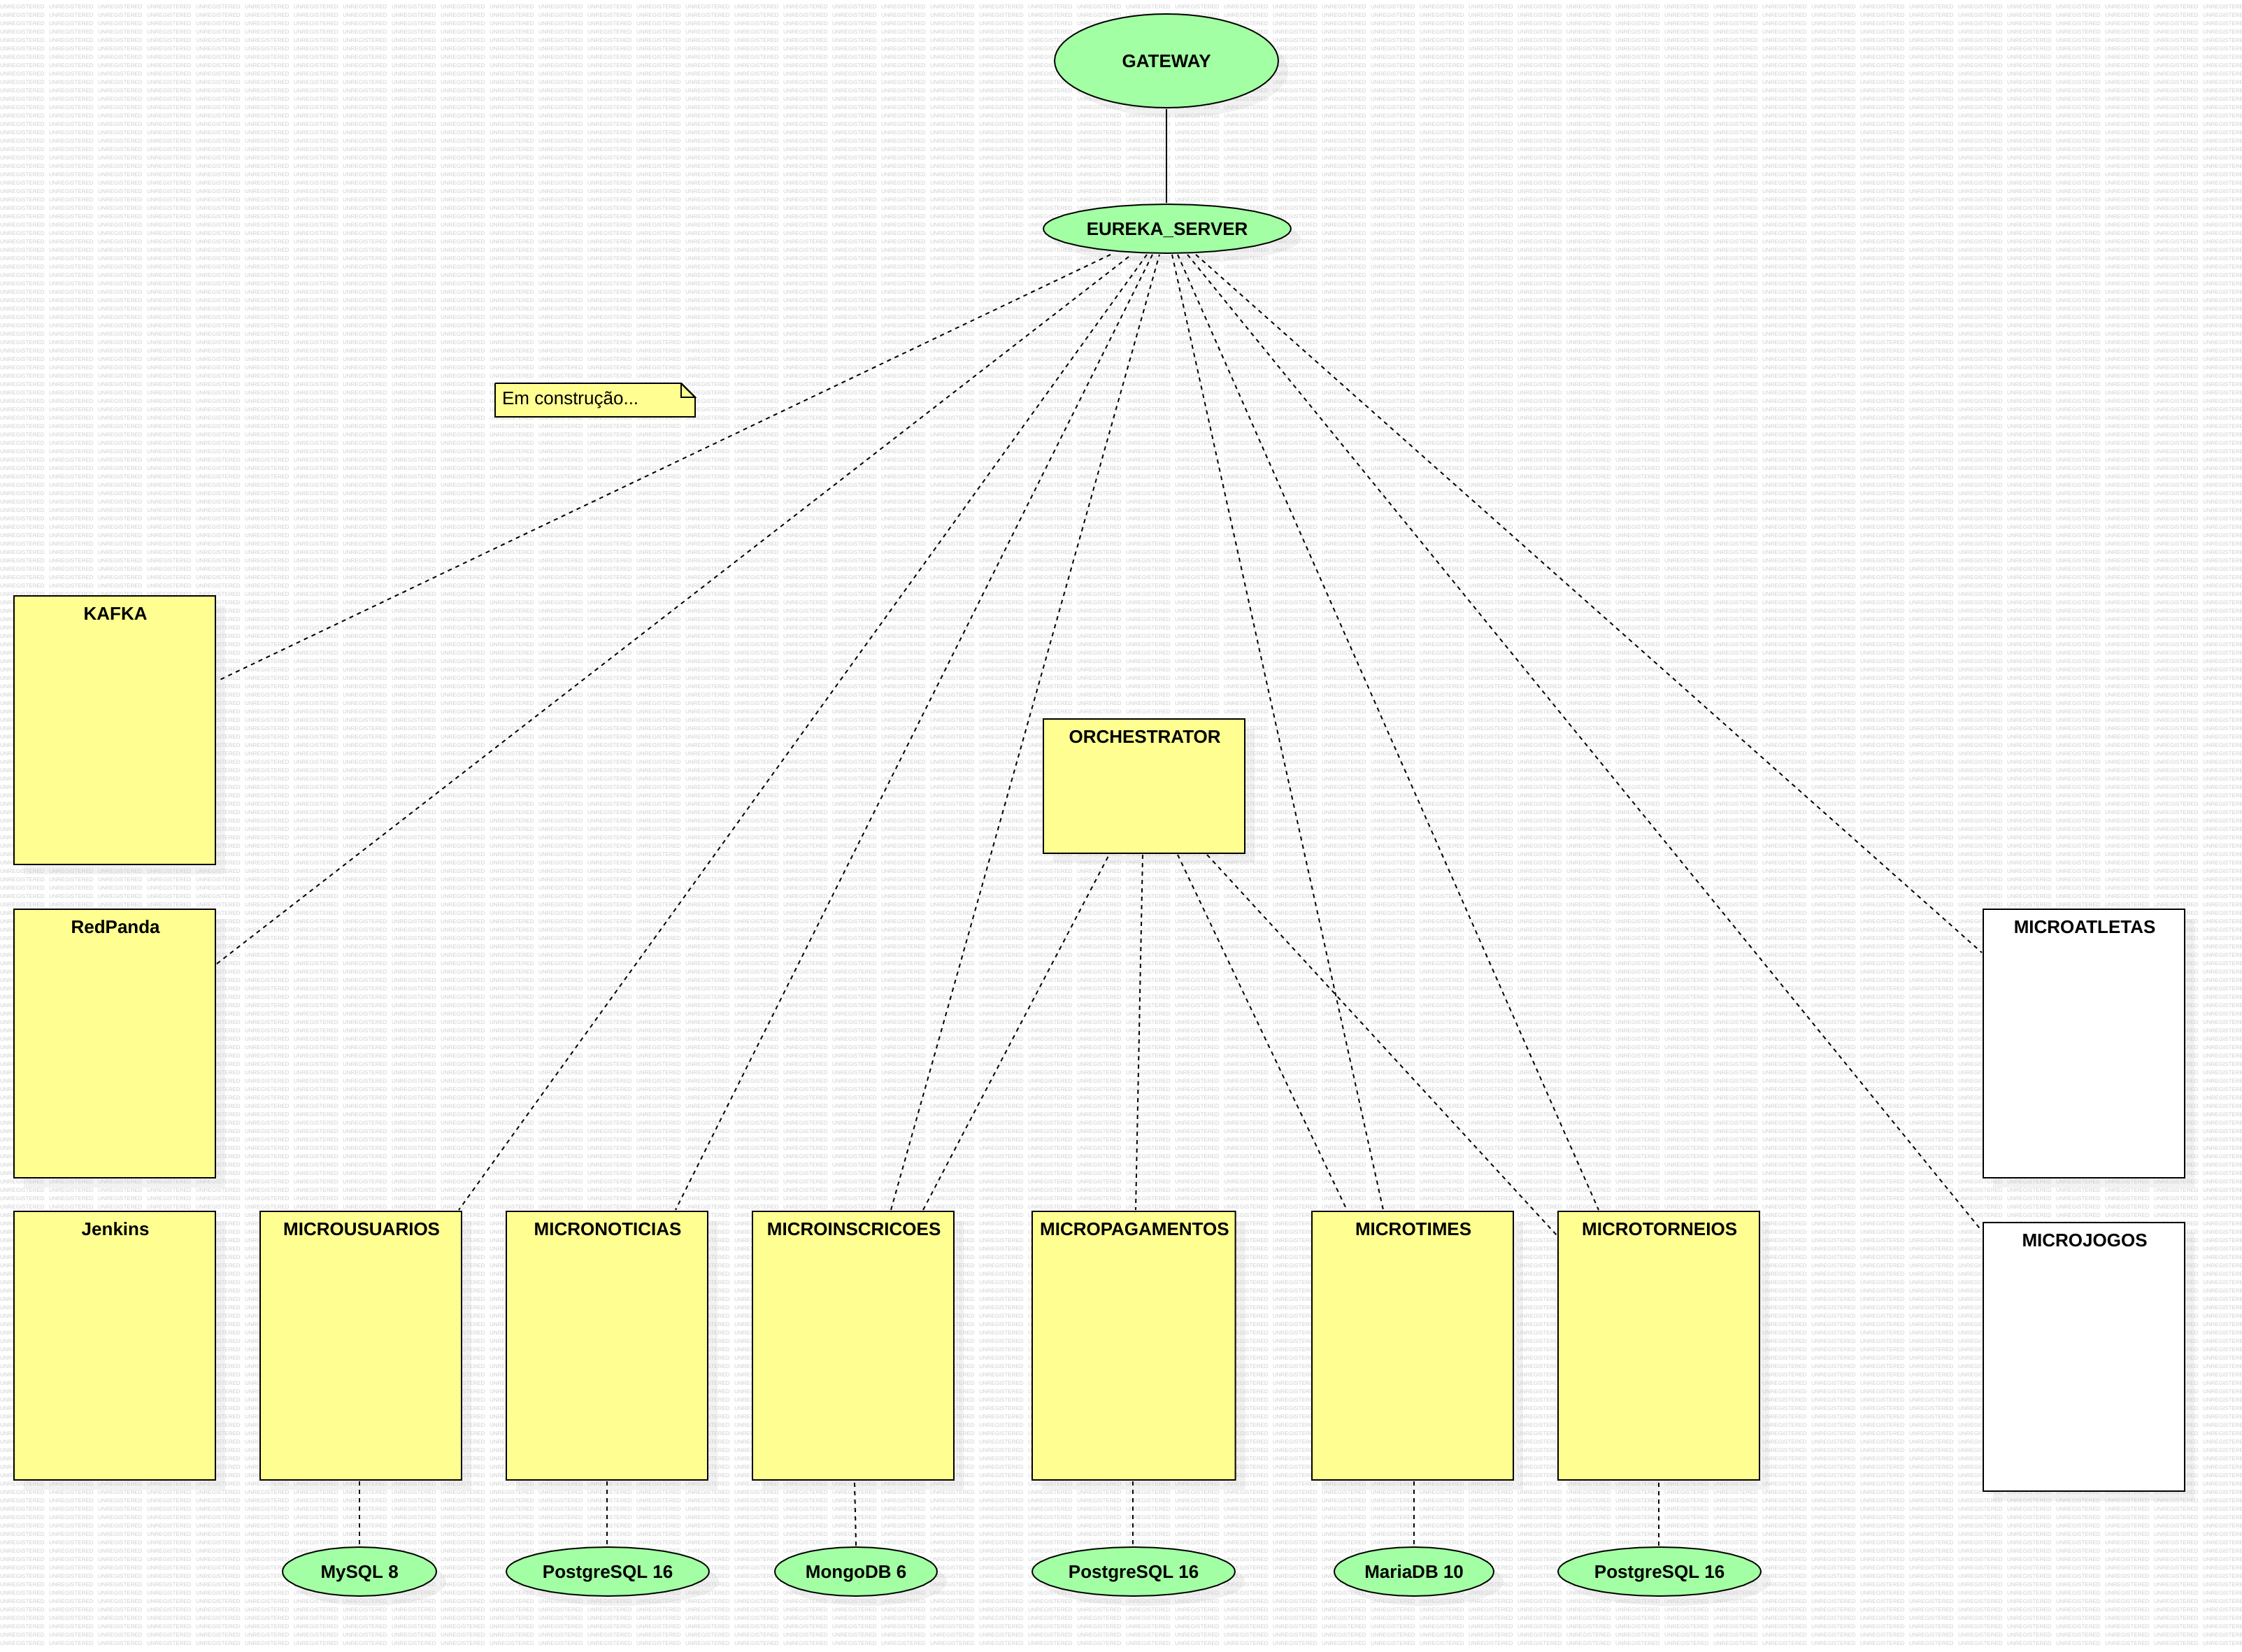 GATEWAY
EUREKA_SERVER
Em construção...
KAFKA
ORCHESTRATOR
RedPanda
MICROATLETAS
Jenkins
MICROUSUARIOS
MICRONOTICIAS
MICROINSCRICOES
MICROPAGAMENTOS
MICROTIMES
MICROTORNEIOS
MICROJOGOS
MySQL 8
PostgreSQL 16
MongoDB 6
PostgreSQL 16
MariaDB 10
PostgreSQL 16
UNREGISTERED